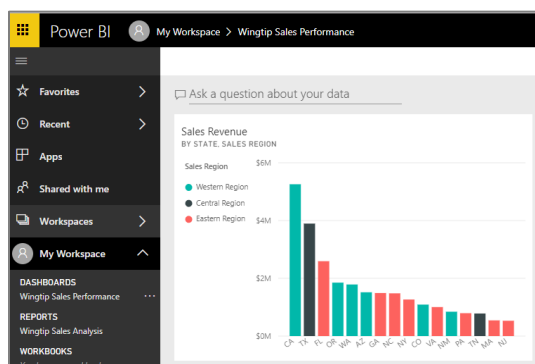 Power BI
My Workspace > Wingtip Sales Performance
Favorites
Recent
Apps
Shared with me
Workspaces
My Workspace
DASHBOARDS
Wingtip Sales Performance ...
REPORTS
Wingtip Sales Analysis
WORKBOOKS
Ask a question about your data
Sales Revenue
BY STATE, SALES REGION
Sales Region
Western Region
Central Region
Eastern Region
$6M
$4M
$2M
$0M
CA TX FL OR WA AZ GA NC NY CO VA NM PA TN MA NJ